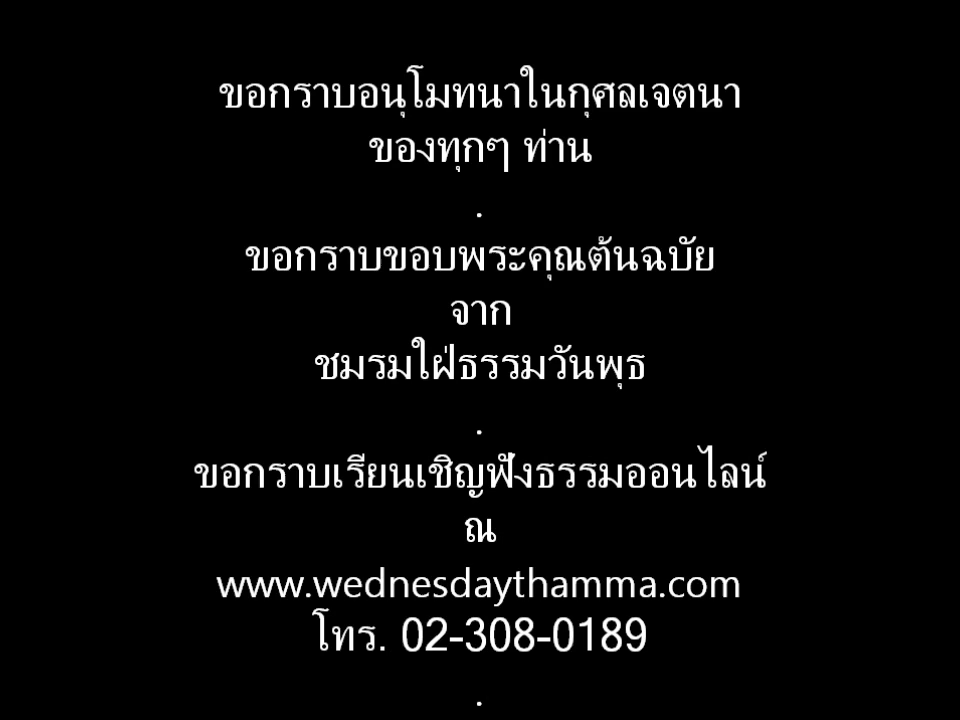 ขอกราบอนุโมทนาในกุศลเจตนา
ของทุกๆ ท่าน
.
ขอกราบขอบพระคุณต้นฉบับ
จาก
ชมรมใฝ่ธรรมวันพุธ
.
ขอกราบเรียนเชิญฟังธรรมออนไลน์
ณ
www.wednesdaythamma.com
โทร. 02-308-0189
.